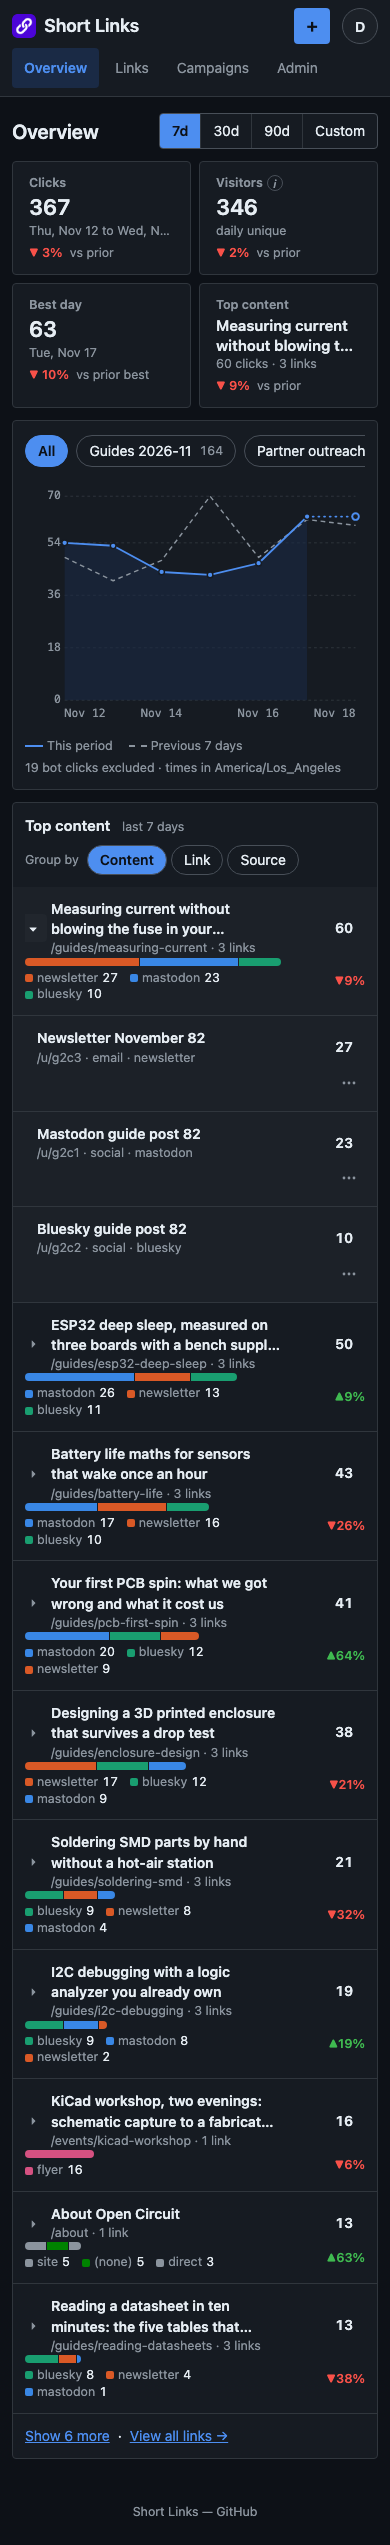 Short Links
+
D
Overview Links Campaigns Admin
Overview
7d 30d 90d Custom
Clicks
367
Thu, Nov 12 to Wed, N...
▼ 3% vs prior
Visitors i
346
daily unique
▼ 2% vs prior
Best day
63
Tue, Nov 17
▼ 10% vs prior best
Top content
Measuring current
without blowing t...
60 clicks · 3 links
▼ 9% vs prior
All Guides 2026-11 164 Partner outreach
70
54
36
18
0
Nov 12 Nov 14 Nov 16 Nov 18
This period Previous 7 days
19 bot clicks excluded · times in America/Los_Angeles
Top content last 7 days
Group by Content Link Source
Measuring current without
blowing the fuse in your...
60
/guides/measuring-current · 3 links
newsletter 27 mastodon 23
▼9%
bluesky 10
Newsletter November 82
27
/u/g2c3 · email · newsletter
...
Mastodon guide post 82
23
/u/g2c1 · social · mastodon
...
Bluesky guide post 82
10
/u/g2c2 · social · bluesky
...
ESP32 deep sleep, measured on
three boards with a bench suppl...
50
/guides/esp32-deep-sleep · 3 links
mastodon 26 newsletter 13
▲9%
bluesky 11
Battery life maths for sensors
that wake once an hour
43
/guides/battery-life · 3 links
mastodon 17 newsletter 16
▼26%
bluesky 10
Your first PCB spin: what we got
wrong and what it cost us
41
/guides/pcb-first-spin · 3 links
mastodon 20 bluesky 12
▲64%
newsletter 9
Designing a 3D printed enclosure
that survives a drop test
38
/guides/enclosure-design · 3 links
newsletter 17 bluesky 12
▼21%
mastodon 9
Soldering SMD parts by hand
without a hot-air station
21
/guides/soldering-smd · 3 links
bluesky 9 newsletter 8
▼32%
mastodon 4
I2C debugging with a logic
analyzer you already own
19
/guides/i2c-debugging · 3 links
bluesky 9 mastodon 8
▲19%
newsletter 2
KiCad workshop, two evenings:
schematic capture to a fabricat...
16
/events/kicad-workshop · 1 link
flyer 16
▼6%
About Open Circuit
13
/about · 1 link
site 5 (none) 5 direct 3
▲63%
Reading a datasheet in ten
minutes: the five tables that...
13
/guides/reading-datasheets · 3 links
bluesky 8 newsletter 4
▼38%
mastodon 1
Show 6 more · View all links →
Short Links — GitHub